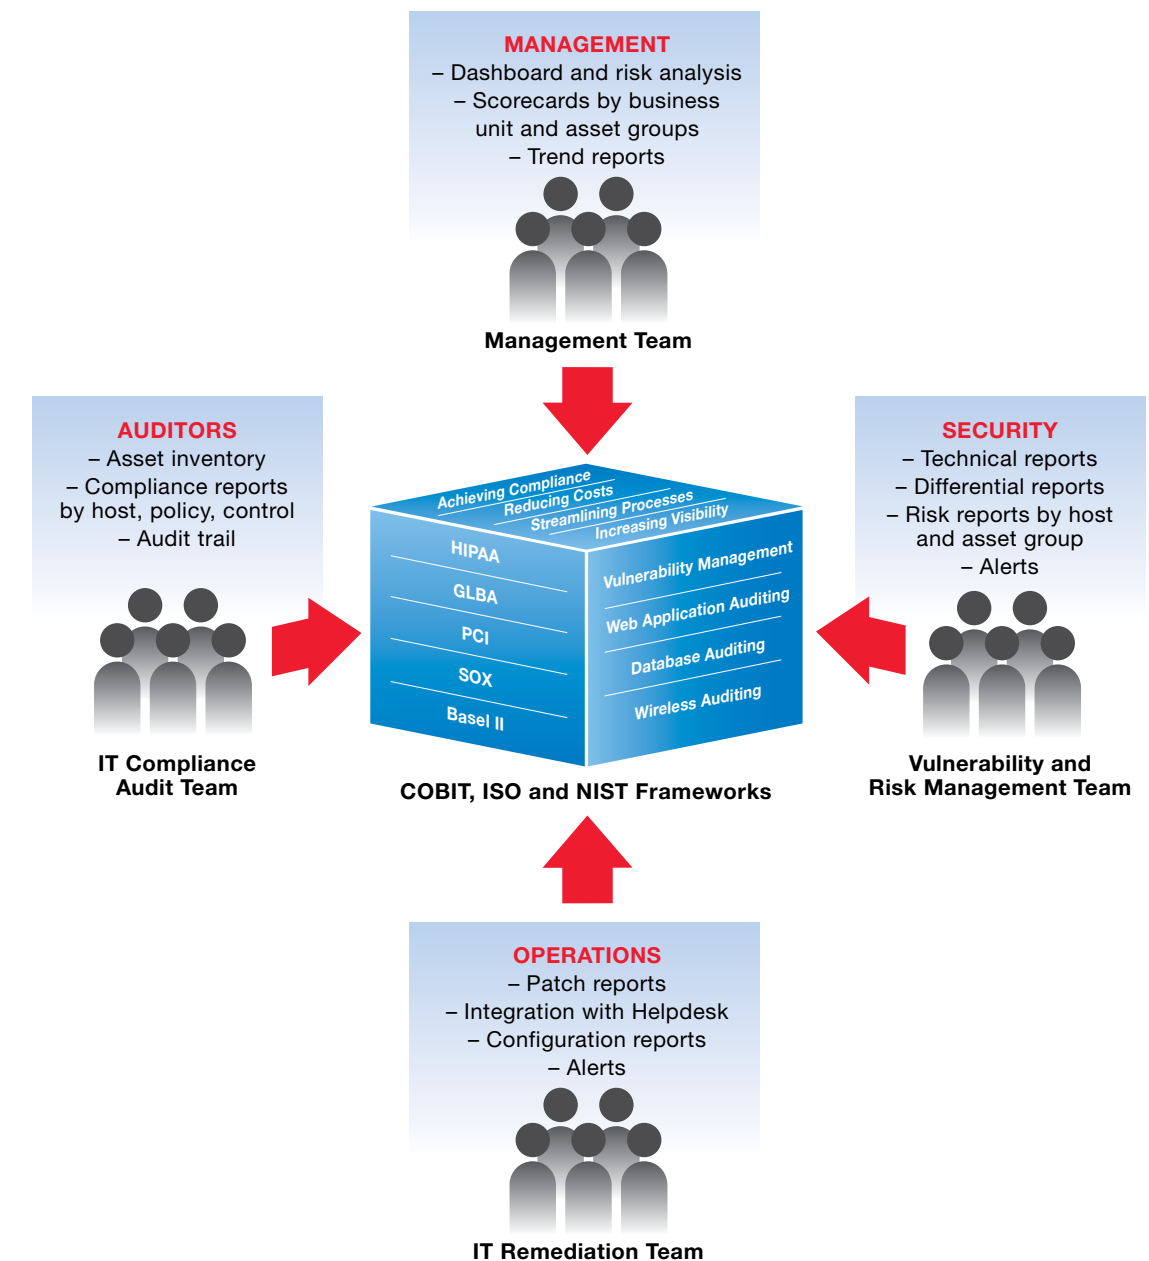 MANAGEMENT
– Dashboard and risk analysis
– Scorecards by business
unit and asset groups
– Trend reports
Management Team
AUDITORS
– Asset inventory
– Compliance reports
by host, policy, control
– Audit trail
IT Compliance
Audit Team
Achieving Compliance
Reducing Costs
Streamlining Processes
Increasing Visibility
HIPAA
GLBA
PCI
SOX
Basel II
Vulnerability Management
Web Application Auditing
Database Auditing
Wireless Auditing
COBIT, ISO and NIST Frameworks
SECURITY
– Technical reports
– Differential reports
– Risk reports by host
and asset group
– Alerts
Vulnerability and
Risk Management Team
OPERATIONS
– Patch reports
– Integration with Helpdesk
– Configuration reports
– Alerts
IT Remediation Team